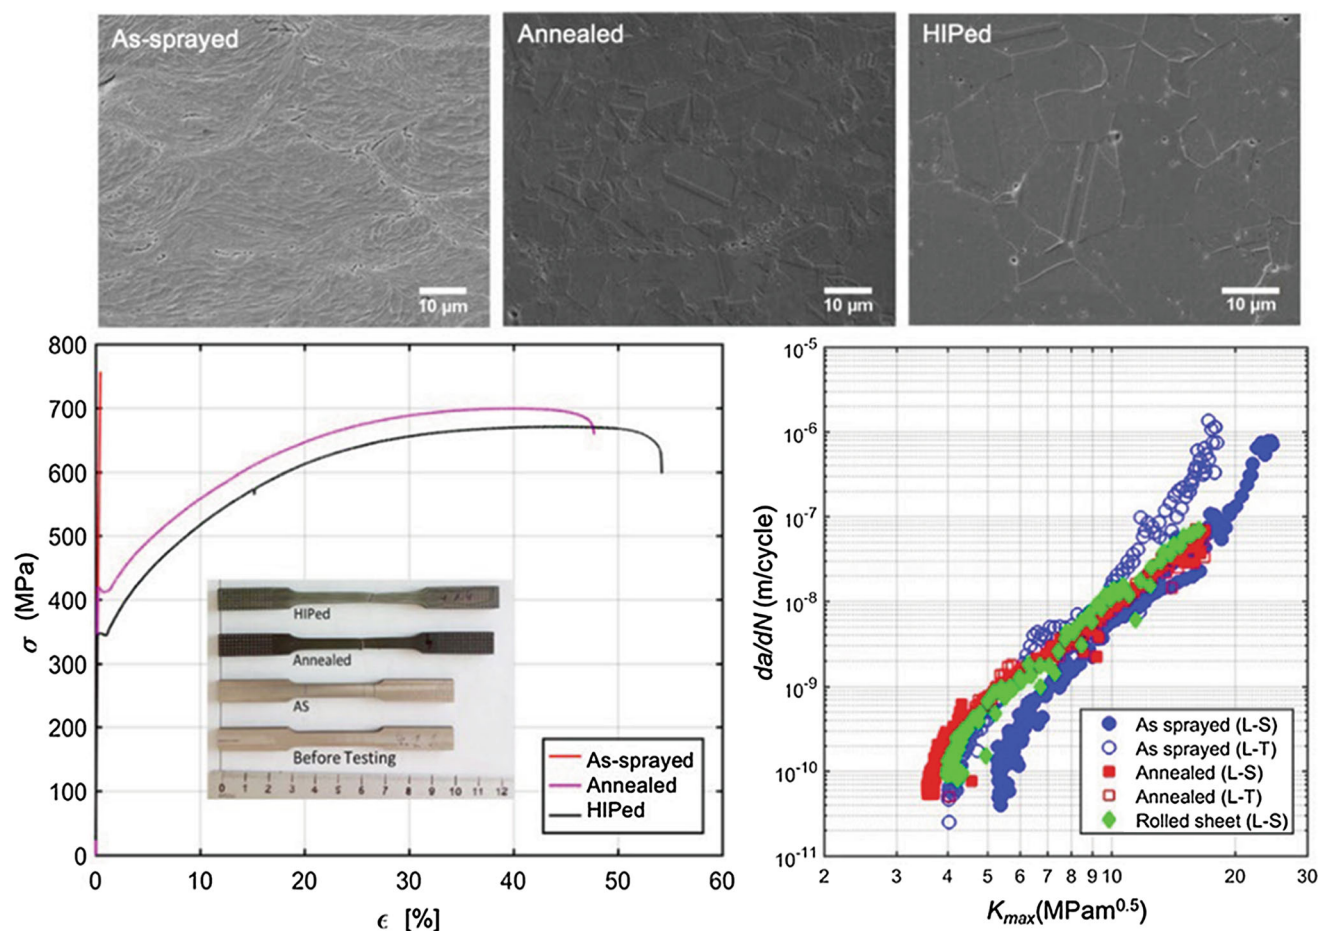 As-sprayed
Annealed
HIPed
10 µm
10 µm
10 µm
800
700
600
500
400
300
200
100
0
σ (MPa)
0 10 20 30 40 50 60
ϵ [%]
HIPed
Annealed
AS
Before Testing
0 1 2 3 4 5 6 7 8 9 10 11 12
As-sprayed
Annealed
HIPed
10-5
10-6
10-7
10-8
10-9
10-10
10-11
da/dN (m/cycle)
2 3 4 5 6 7 8 9 10 20 30
Kmax(MPam0.5)
As sprayed (L-S)
As sprayed (L-T)
Annealed (L-S)
Annealed (L-T)
Rolled sheet (L-S)